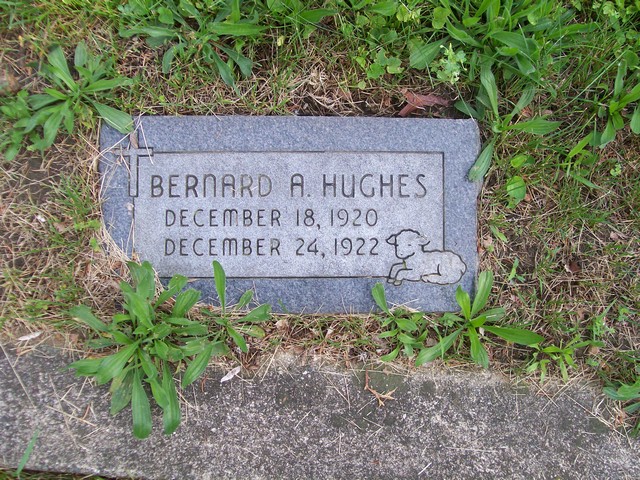 BERNARD A. HUGHES
DECEMBER 18, 1920
DECEMBER 24, 1922